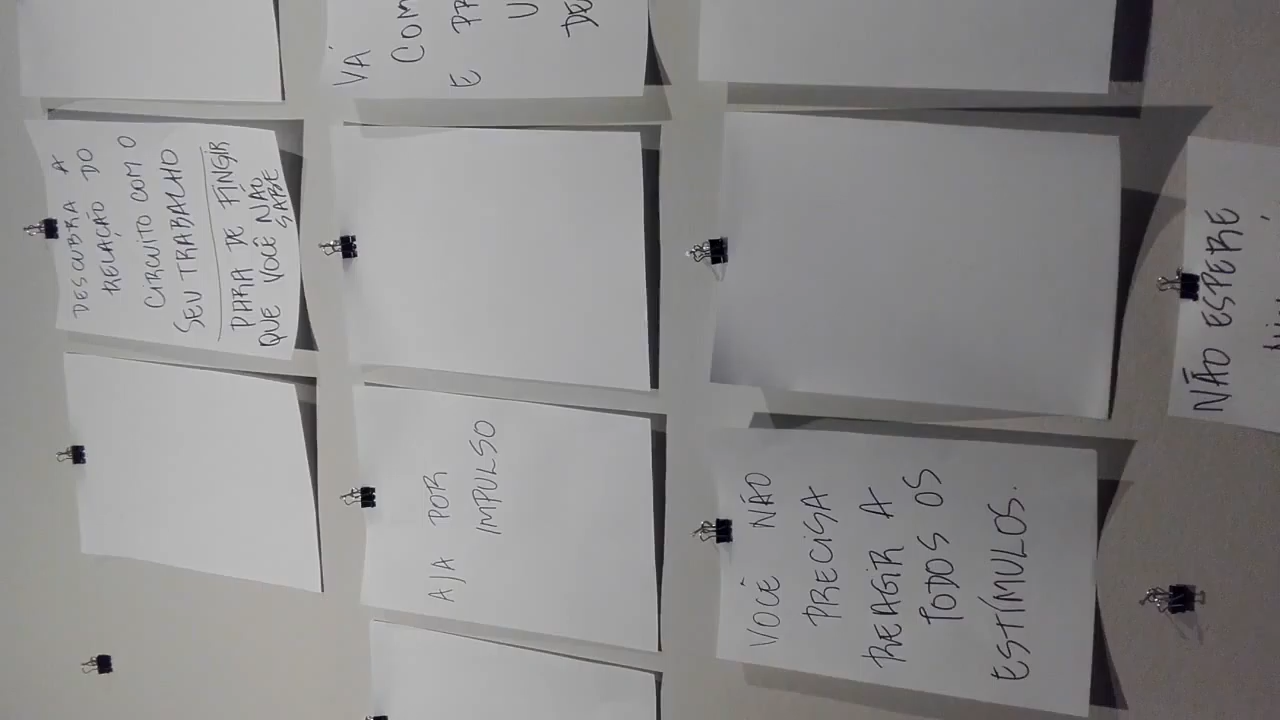 DESCUBRA A
RELAÇÃO DO
CIRCUITO COM O
SEU TRABALHO
PARA DE FINGIR
QUE VOCÊ NÃO
SABE
AJA POR
IMPULSO
VÁ
E
VOCÊ NÃO
PRECISA
REAGIR A
TODOS OS
ESTÍMULOS.
NÃO ESPERE